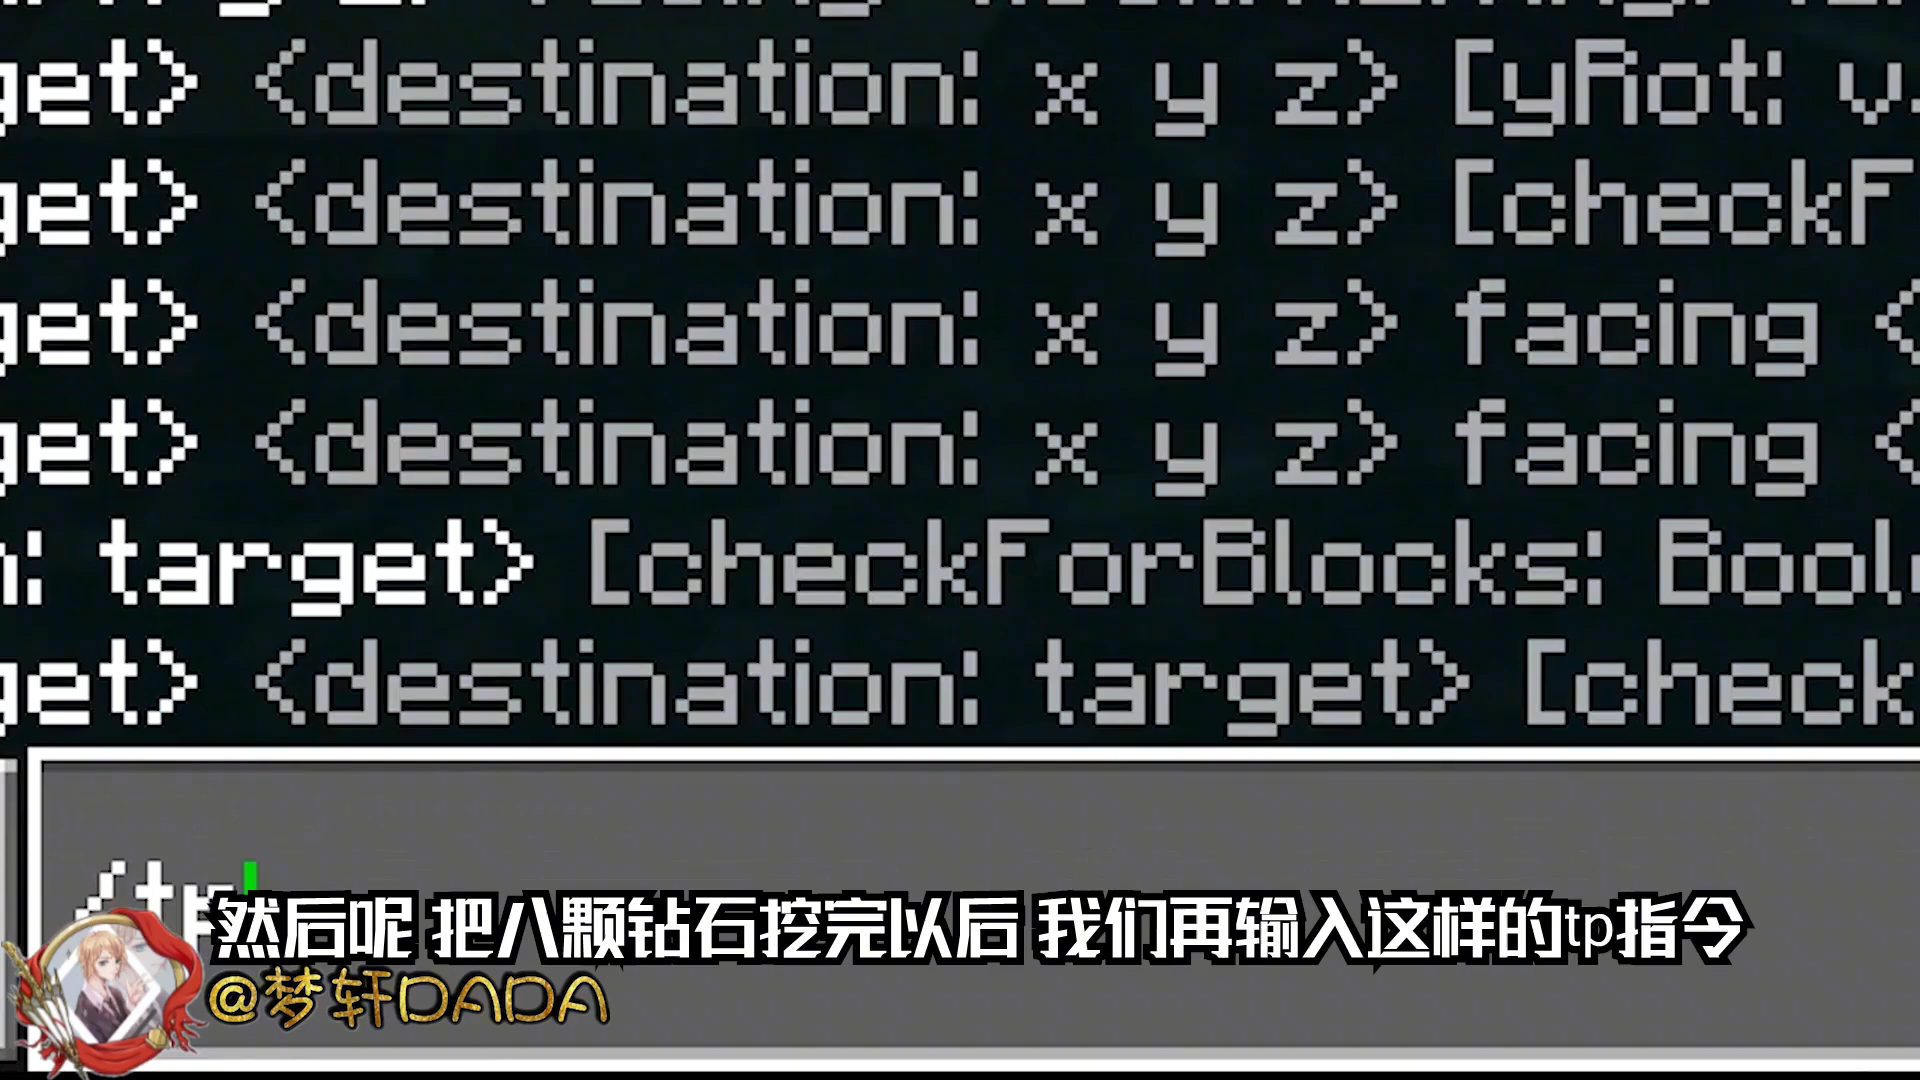 get> <destination: x y z> [yRot: v
get> <destination: x y z> [checkF
get> <destination: x y z> facing <
get> <destination: x y z> facing <
n: target> [checkForBlocks: Bool
get> <destination: target> [check
/tp
然后呢 把八颗钻石挖完以后 我们再输入这样的tp指令
@梦轩DADA